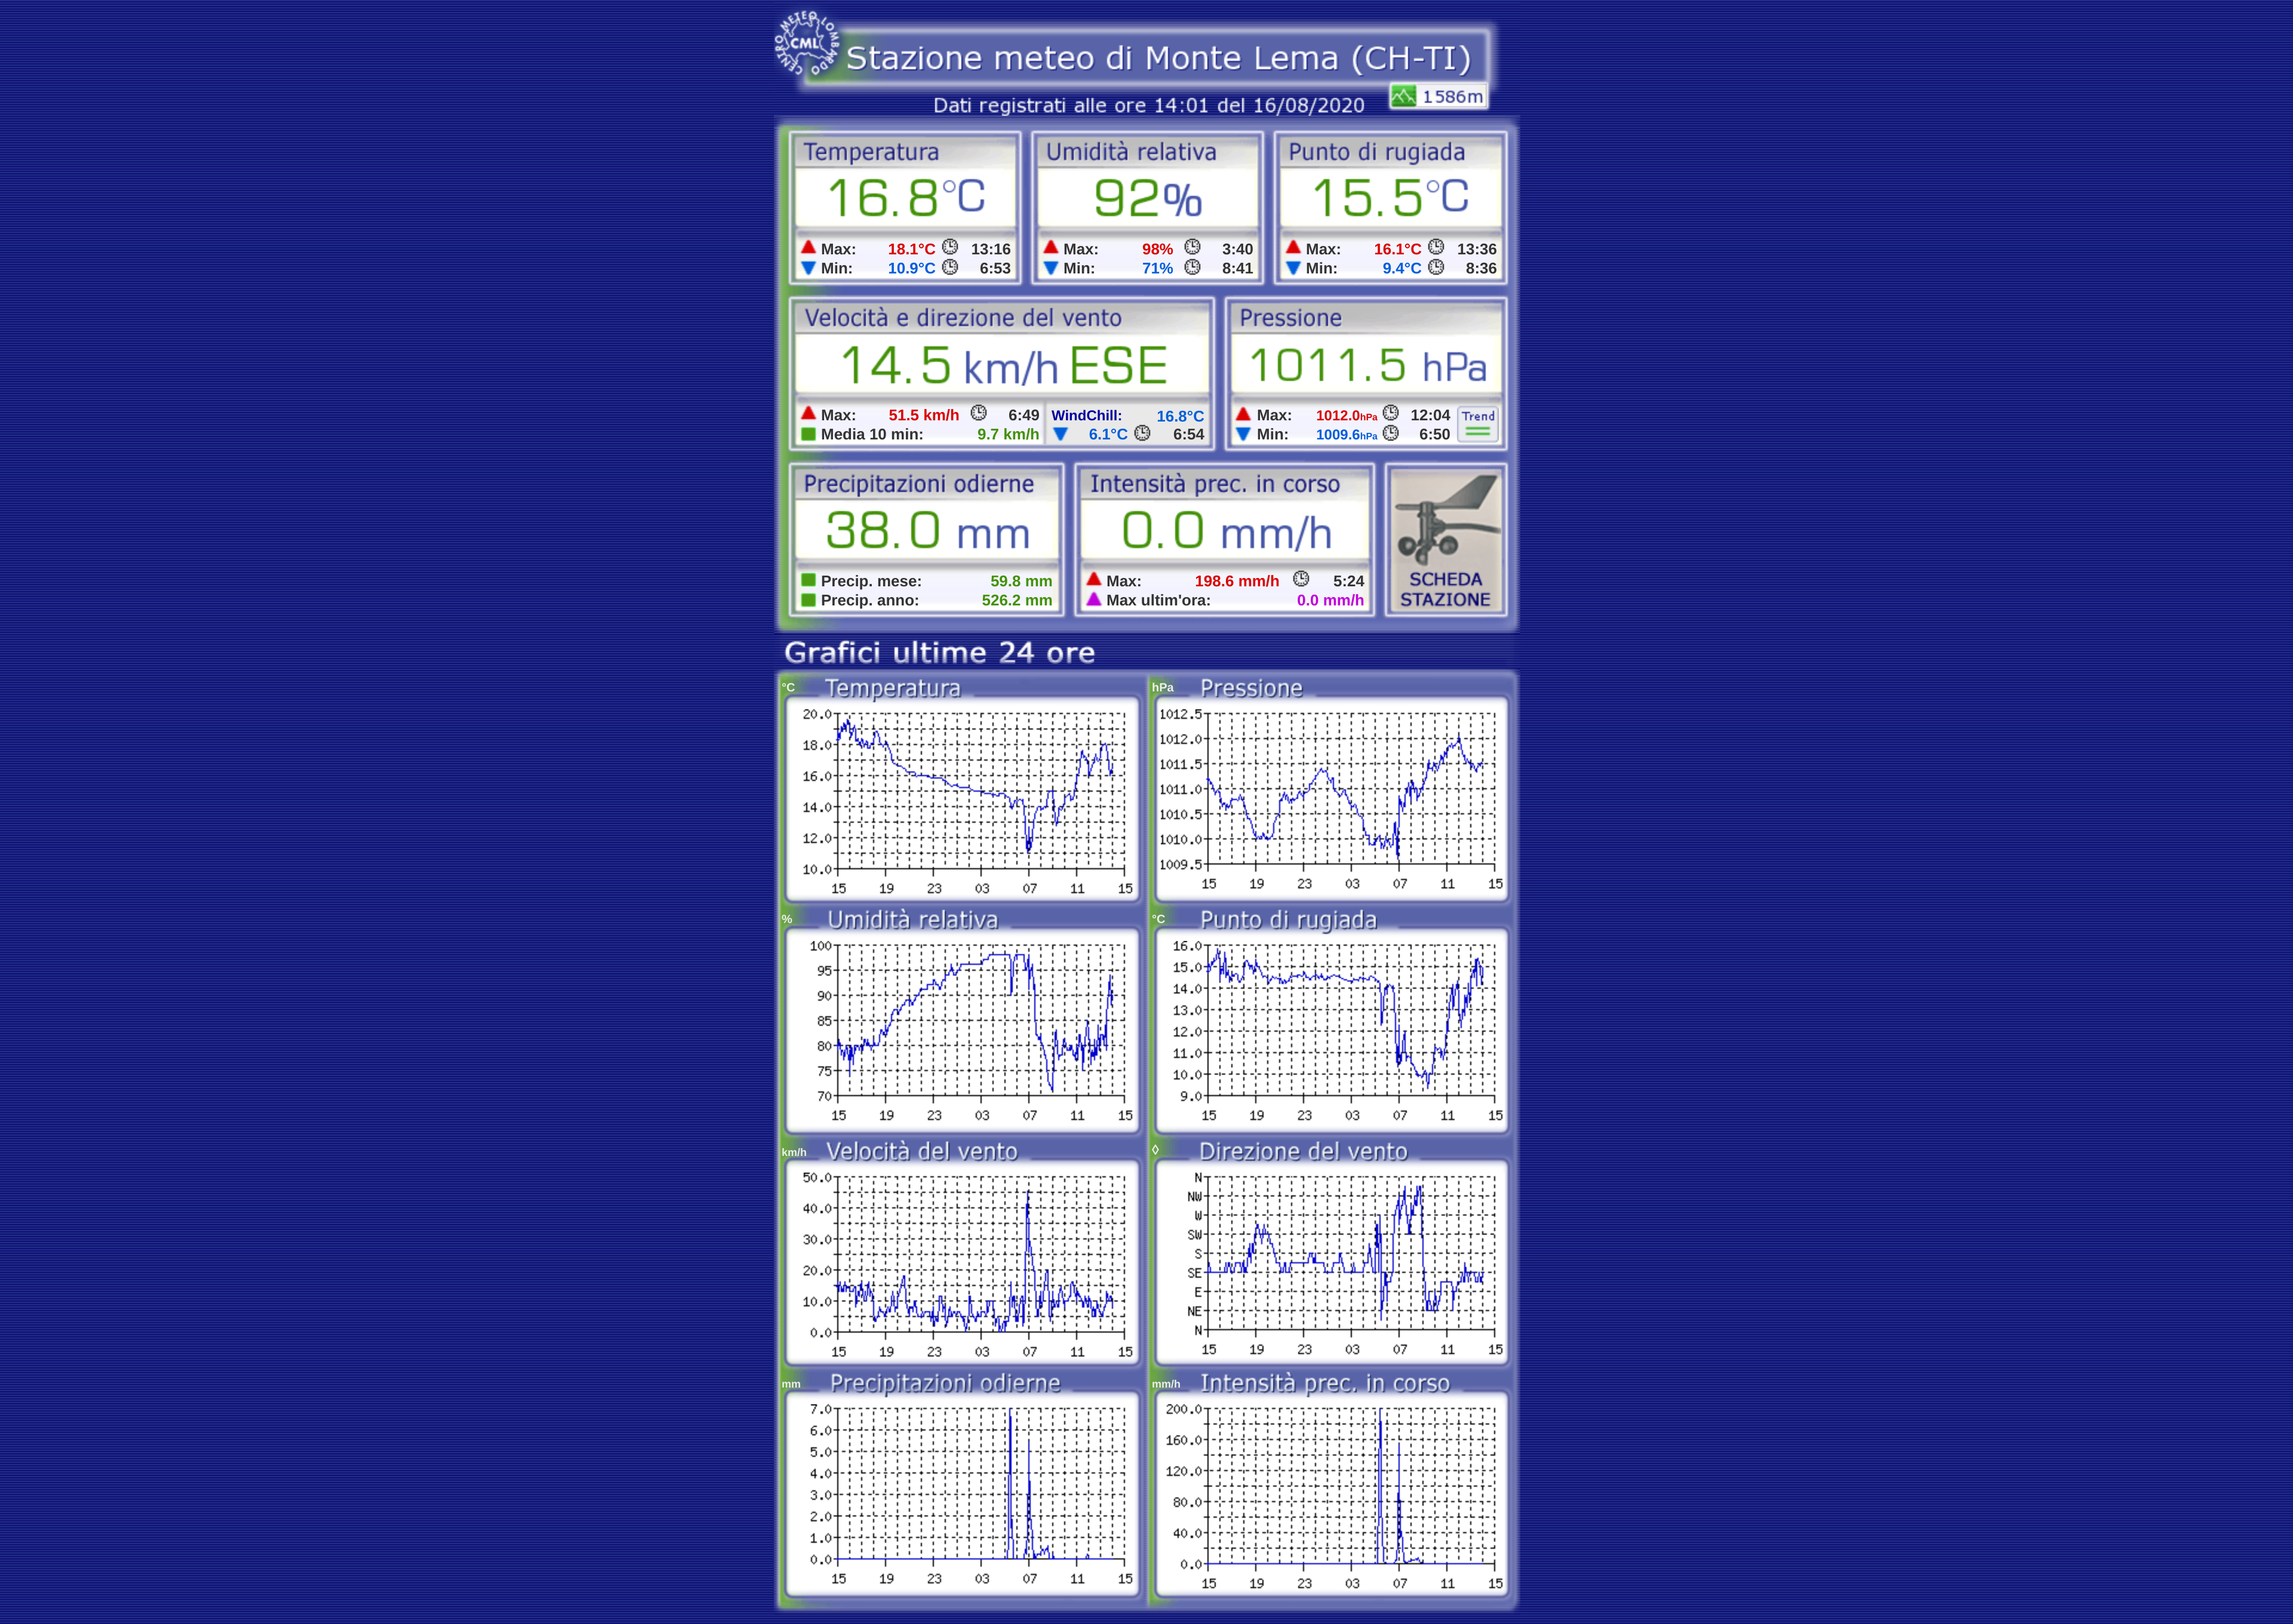 CENTRO METEO LOMBARDO
CML
Stazione meteo di Monte Lema (CH-TI)
Dati registrati alle ore 14:01 del 16/08/2020
1586m
Temperatura
16.8°C
Max: 18.1°C 13:16
Min: 10.9°C 6:53
Umidità relativa
92%
Max: 98% 3:40
Min: 71% 8:41
Punto di rugiada
15.5°C
Max: 16.1°C 13:36
Min: 9.4°C 8:36
Velocità e direzione del vento
14.5 km/h ESE
Max: 51.5 km/h 6:49
Media 10 min: 9.7 km/h
WindChill: 16.8°C
6.1°C 6:54
Pressione
1011.5 hPa
Max: 1012.0hPa 12:04
Min: 1009.6hPa 6:50
Trend
Precipitazioni odierne
38.0 mm
Precip. mese: 59.8 mm
Precip. anno: 526.2 mm
Intensità prec. in corso
0.0 mm/h
Max: 198.6 mm/h 5:24
Max ultim'ora: 0.0 mm/h
SCHEDA
STAZIONE
Grafici ultime 24 ore
°C Temperatura
20.0
18.0
16.0
14.0
12.0
10.0
15 19 23 03 07 11 15
hPa Pressione
1012.5
1012.0
1011.5
1011.0
1010.5
1010.0
1009.5
15 19 23 03 07 11 15
% Umidità relativa
100
95
90
85
80
75
70
15 19 23 03 07 11 15
°C Punto di rugiada
16.0
15.0
14.0
13.0
12.0
11.0
10.0
9.0
15 19 23 03 07 11 15
km/h Velocità del vento
50.0
40.0
30.0
20.0
10.0
0.0
15 19 23 03 07 11 15
◊ Direzione del vento
N
NW
W
SW
S
SE
E
NE
N
15 19 23 03 07 11 15
mm Precipitazioni odierne
7.0
6.0
5.0
4.0
3.0
2.0
1.0
0.0
15 19 23 03 07 11 15
mm/h Intensità prec. in corso
200.0
160.0
120.0
80.0
40.0
0.0
15 19 23 03 07 11 15